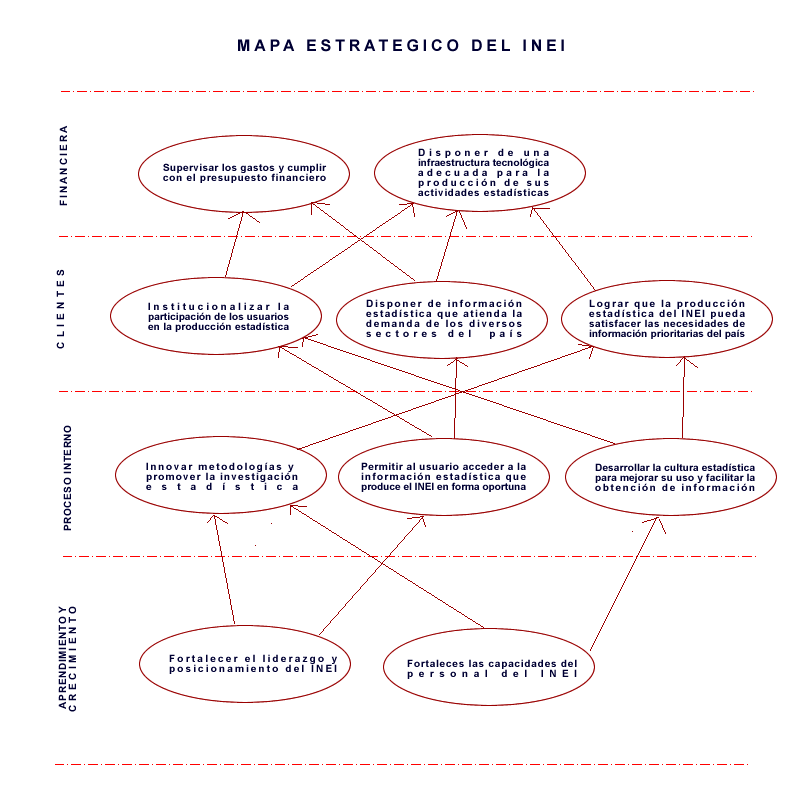 MAPA ESTRATEGICO DEL INEI
FINANCIERA
Supervisar los gastos y cumplir
con el presupuesto financiero
Disponer de una
infraestructura tecnológica
adecuada para la
producción de sus
actividades estadísticas
CLIENTES
Institucionalizar la
participación de los usuarios
en la producción estadística
Disponer de información
estadística que atienda la
demanda de los diversos
sectores del país
Lograr que la producción
estadística del INEI pueda
satisfacer las necesidades de
información prioritarias del país
PROCESO INTERNO
Innovar metodologías y
promover la investigación
estadística
Permitir al usuario acceder a la
información estadística que
produce el INEI en forma oportuna
Desarrollar la cultura estadística
para mejorar su uso y facilitar la
obtención de información
APRENDIMIENTO Y
CRECIMIENTO
Fortalecer el liderazgo y
posicionamiento del INEI
Fortaleces las capacidades del
personal del INEI